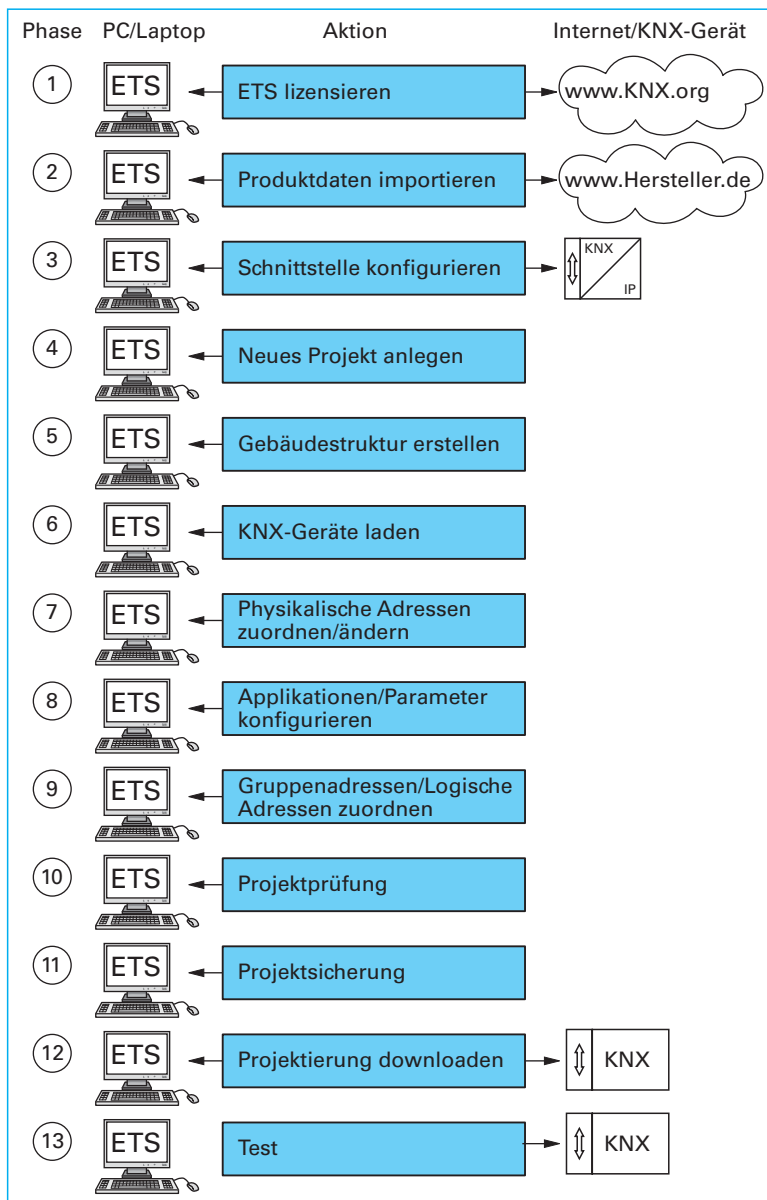 Phase PC/Laptop Aktion Internet/KNX-Gerät
1 ETS ETS lizensieren www.KNX.org
2 ETS Produktdaten importieren www.Hersteller.de
3 ETS Schnittstelle konfigurieren KNX IP
4 ETS Neues Projekt anlegen
5 ETS Gebäudestruktur erstellen
6 ETS KNX-Geräte laden
7 ETS Physikalische Adressen
zuordnen/ändern
8 ETS Applikationen/Parameter
konfigurieren
9 ETS Gruppenadressen/Logische
Adressen zuordnen
10 ETS Projektprüfung
11 ETS Projektsicherung
12 ETS Projektierung downloaden KNX
13 ETS Test KNX